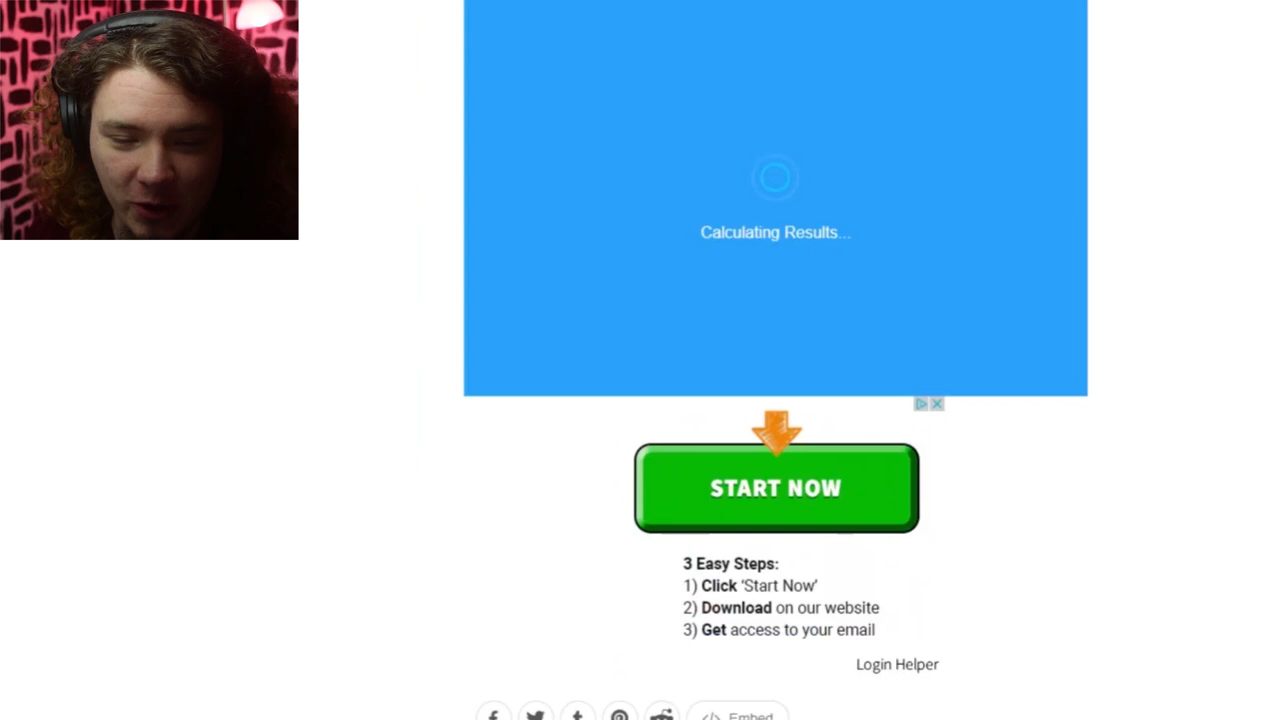 Calculating Results...
START NOW
3 Easy Steps:
1) Click 'Start Now'
2) Download on our website
3) Get access to your email
Login Helper
</> Embed